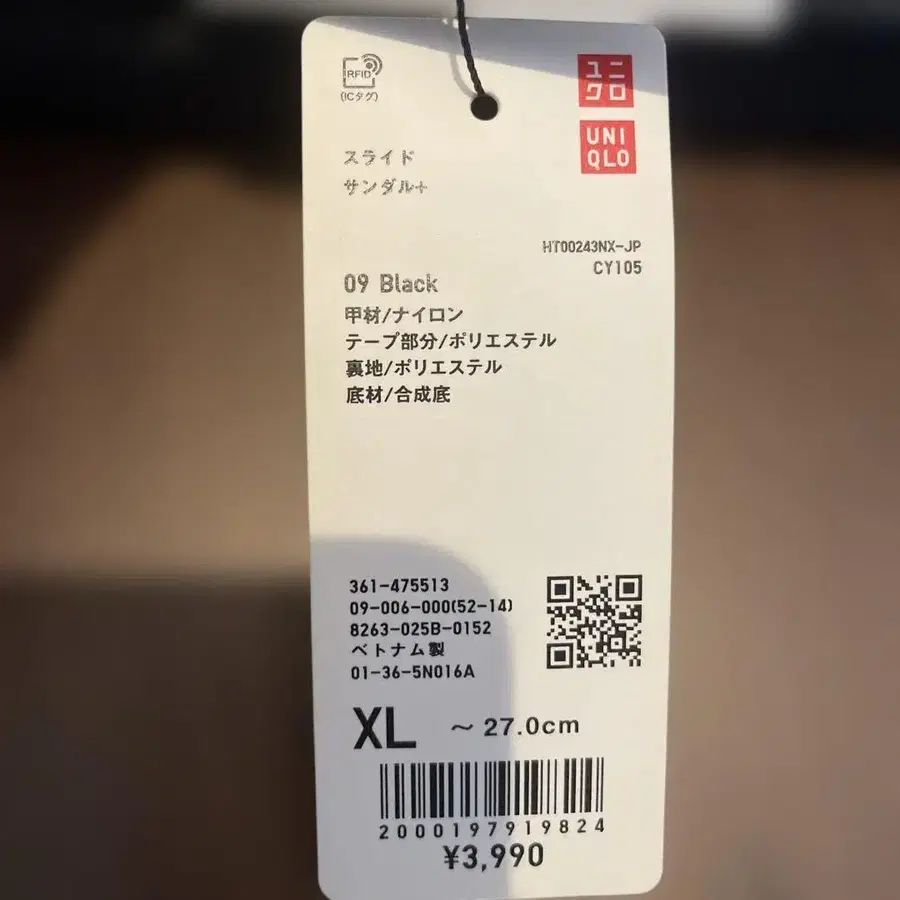 RFID
(ICタグ)
ユニ
クロ
UNI
QLO
スライド
サンダル+
HT00243NX-JP
CY105
09 Black
甲材/ナイロン
テープ部分/ポリエステル
裏地/ポリエステル
底材/合成底
361-475513
09-006-000(52-14)
8263-025B-0152
ベトナム製
01-36-5N016A
XL ～27.0cm
2000197919824
¥3,990